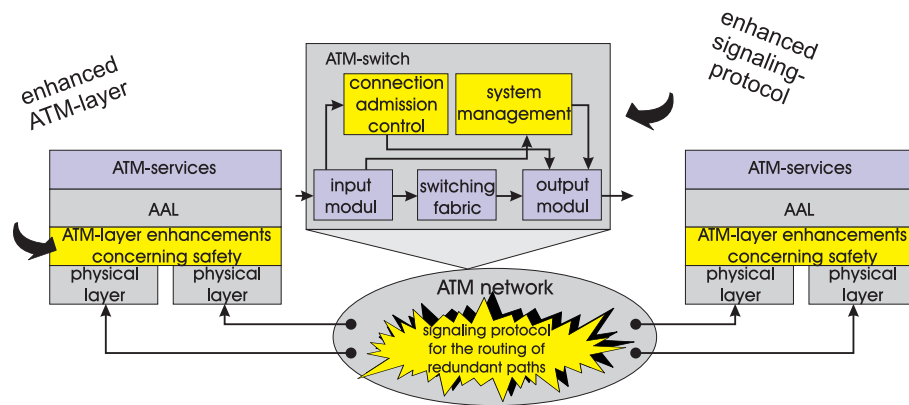 enhanced
ATM-layer
ATM-switch
connection
admission
control
system
management
input
modul
switching
fabric
output
modul
enhanced
signaling-
protocol
ATM-services
AAL
ATM-layer enhancements
concerning safety
physical
layer
physical
layer
ATM-services
AAL
ATM-layer enhancements
concerning safety
physical
layer
physical
layer
ATM network
signaling protocol
for the routing of
redundant paths